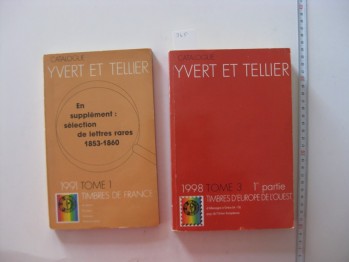 CATALOGUE
YVERT ET TELLIER
En
supplément :
sélection
de lettres rares
1853-1860
TOME 1
TIMBRES DE FRANCE
CATALOGUE
YVERT ET TELLIER
1998 TOME 3 1re partie
TIMBRES D'EUROPE DE L'OUEST